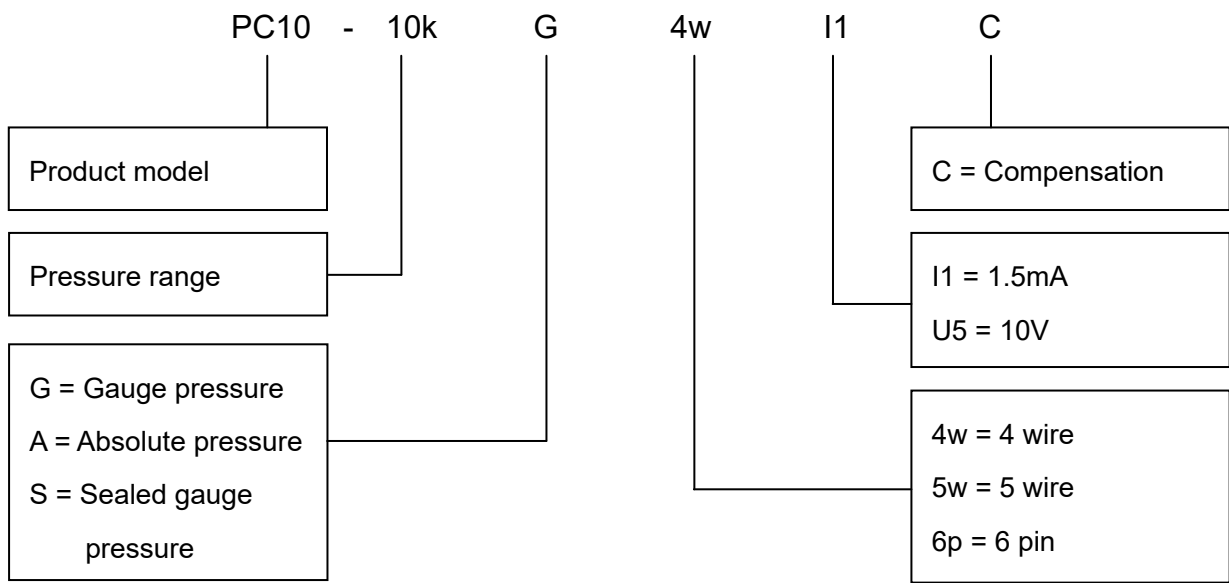 PC10 - 10k G 4w I1 C
Product model
Pressure range
G = Gauge pressure
A = Absolute pressure
S = Sealed gauge
pressure
C = Compensation
I1 = 1.5mA
U5 = 10V
4w = 4 wire
5w = 5 wire
6p = 6 pin